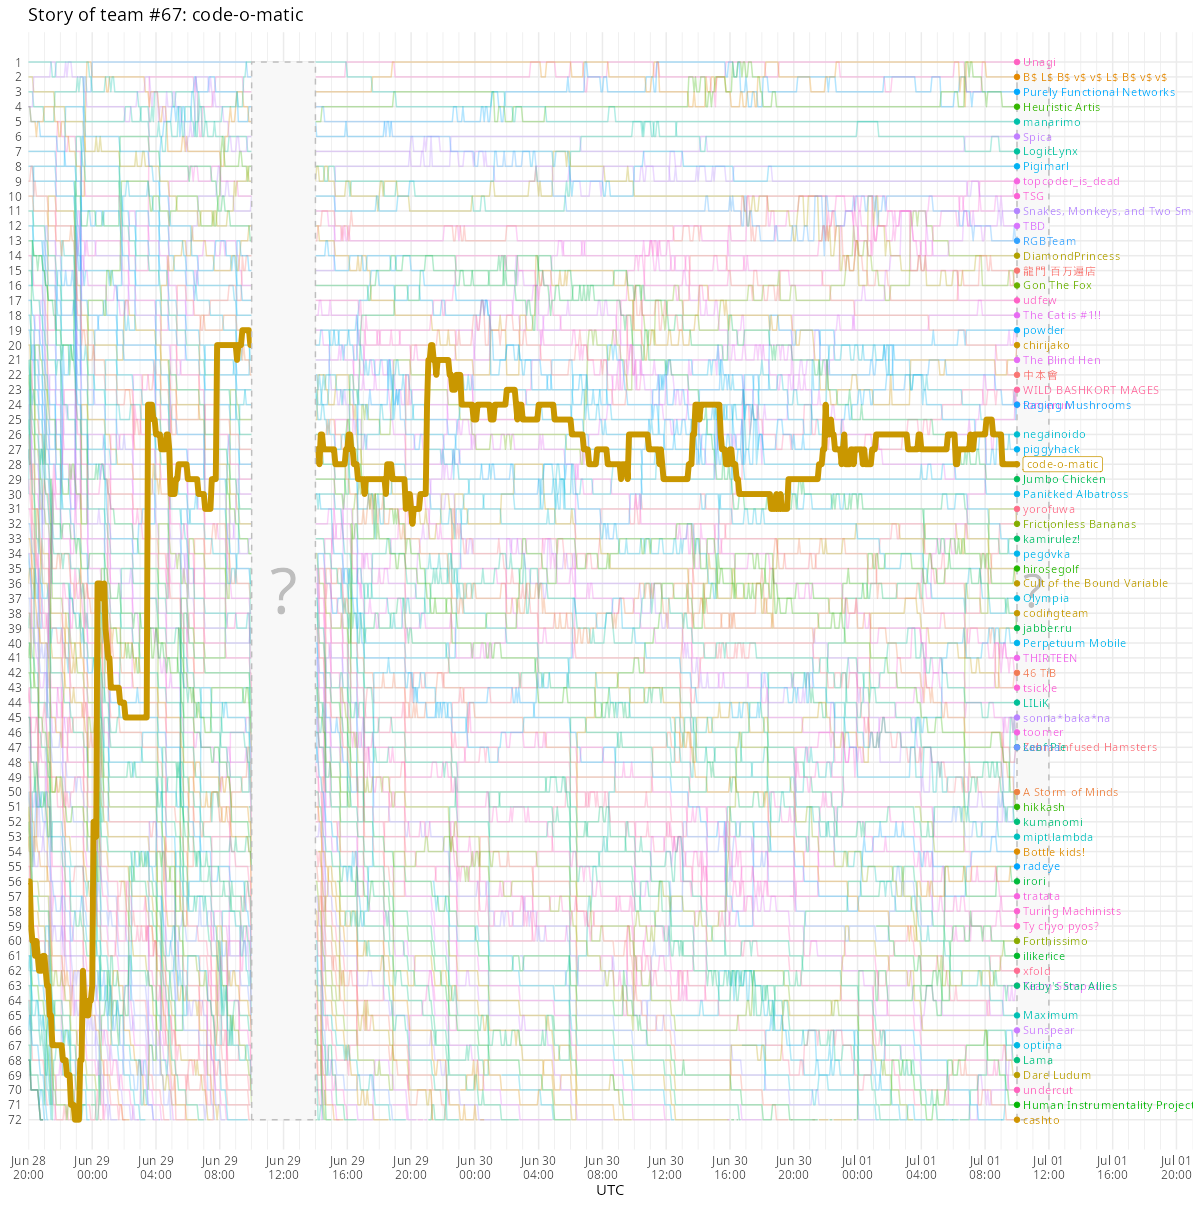 Story of team #67: code-o-matic
1 Unagi
2 B$ L$ B$ v$ v$ L$ B$ v$ v$
3 Purely Functional Networks
4 Heuristic Artis
5 manarimo
6 Spica
7 LogicLynx
8 Pigimarl
9 topcoder_is_dead
10 TSG
11 Snakes, Monkeys, and Two Sm
12 TBD
13 RGBTeam
14 DiamondPrincess
15 龍門 百万遍店
16 Gon The Fox
17 udfew
18 The Cat is #1!!
19 powder
20 chirijako
21 The Blind Hen
22 中本會
23 WILD BASHKORT MAGES
24 Raging Mushrooms
25
26 negainoido
27 piggyhack
28 code-o-matic
29 Jumbo Chicken
30 Panicked Albatross
31 yorofuwa
32 Frictionless Bananas
33 kamirulez!
34 pegovka
35 hirosegolf
36 Cult of the Bound Variable
37 Olympia
38 codingteam
39 jabber.ru
40 Perpetuum Mobile
41 THIRTEEN
42 46 TiB
43 tsickle
44 LILiK
45 sonna*baka*na
46 toomer
47 Infused Hamsters
48
49
50 A Storm of Minds
51 hikkash
52 kumanomi
53 mipt.lambda
54 Bottle kids!
55 radeye
56 irori
57 tratata
58 Turing Machinists
59 Ty chyo pyos?
60 Forthissimo
61 ilikerice
62 xfold
63 Kirby's Star Allies
64
65 Maximum
66 Sunspear
67 optima
68 Lama
69 Dare Ludum
70 undercut
71 Human Instrumentality Project
72 cashto
?
?
Jun 28 Jun 29 Jun 29 Jun 29 Jun 29 Jun 29 Jun 29 Jun 30 Jun 30 Jun 30 Jun 30 Jun 30 Jun 30 Jul 01 Jul 01 Jul 01 Jul 01 Jul 01 Jul 01
20:00 00:00 04:00 08:00 12:00 16:00 20:00 00:00 04:00 08:00 12:00 16:00 20:00 00:00 04:00 08:00 12:00 16:00 20:00
UTC